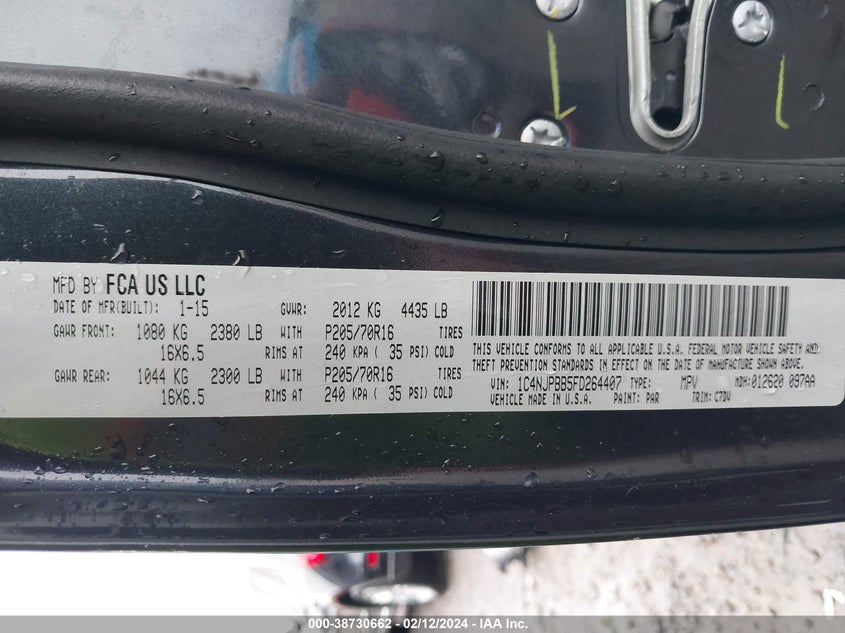 MFD BY FCA US LLC
DATE OF MFR(BUILT): 1-15 GVWR: 2012 KG 4435 LB
GAWR FRONT: 1080 KG 2380 LB WITH P205/70R16 TIRES
16X6.5 RIMS AT 240 KPA ( 35 PSI) COLD
GAWR REAR: 1044 KG 2300 LB WITH P205/70R16 TIRES
16X6.5 RIMS AT 240 KPA ( 35 PSI) COLD
THIS VEHICLE CONFORMS TO ALL APPLICABLE U.S.A. FEDERAL MOTOR VEHICLE SAFETY AND
THEFT PREVENTION STANDARDS IN EFFECT ON THE DATE OF MANUFACTURE SHOWN ABOVE.
VIN: 1C4NJPBB5FD264407 TYPE: MPV MDH: 012620 097AA
VEHICLE MADE IN U.S.A. PAINT: PAR TRIM: C7DV
000-38730662 - 02/12/2024 - IAA Inc.